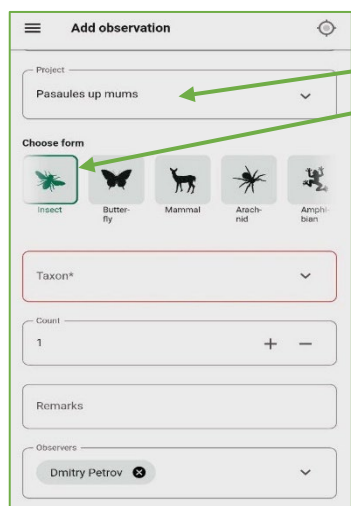 Add observation
Project
Pasaules up mums
Choose form
Insect
Butter-
fly
Mammal
Arach-
nid
Amphi-
bian
Taxon*
Count
1
Remarks
Observers
Dmitry Petrov